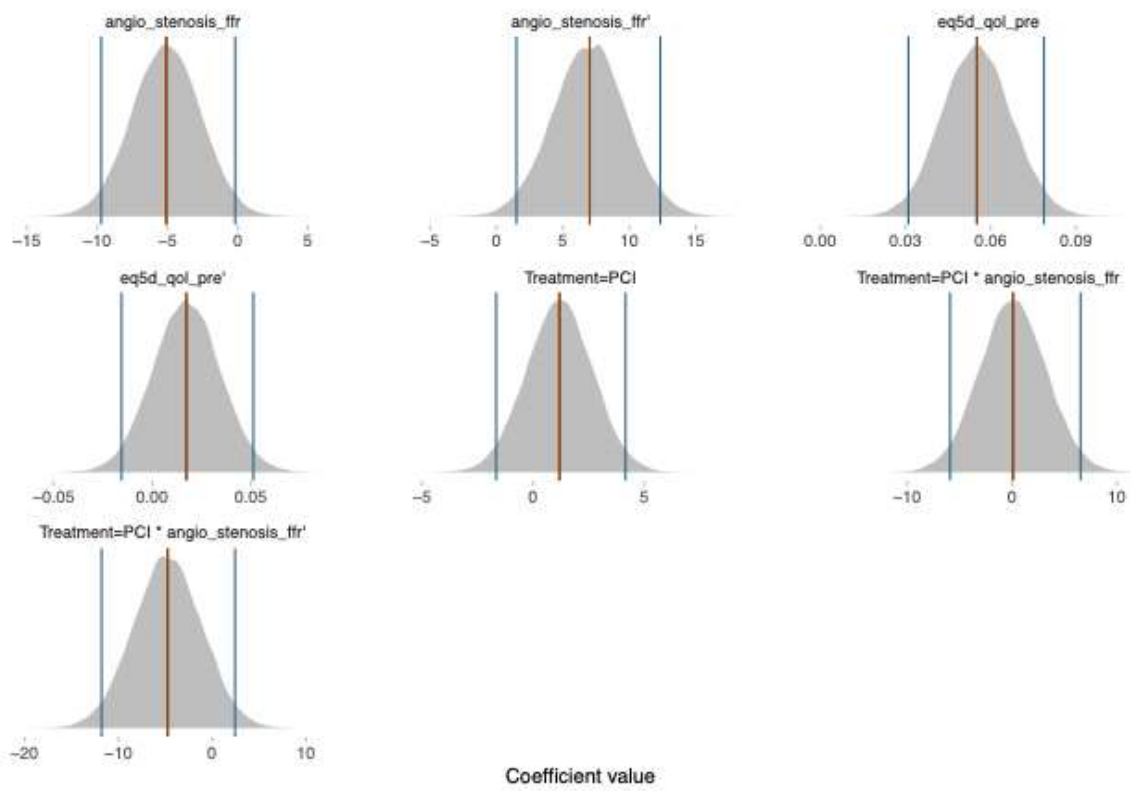 angio_stenosis_ffr angio_stenosis_ffr' eq5d_qol_pre
−15 −10 −5 0 5 −5 0 5 10 15 0.00 0.03 0.06 0.09
eq5d_qol_pre' Treatment=PCI Treatment=PCI * angio_stenosis_ffr
−0.05 0.00 0.05 −5 0 5 −10 0 10
Treatment=PCI * angio_stenosis_ffr'
−20 −10 0 10
Coefficient value